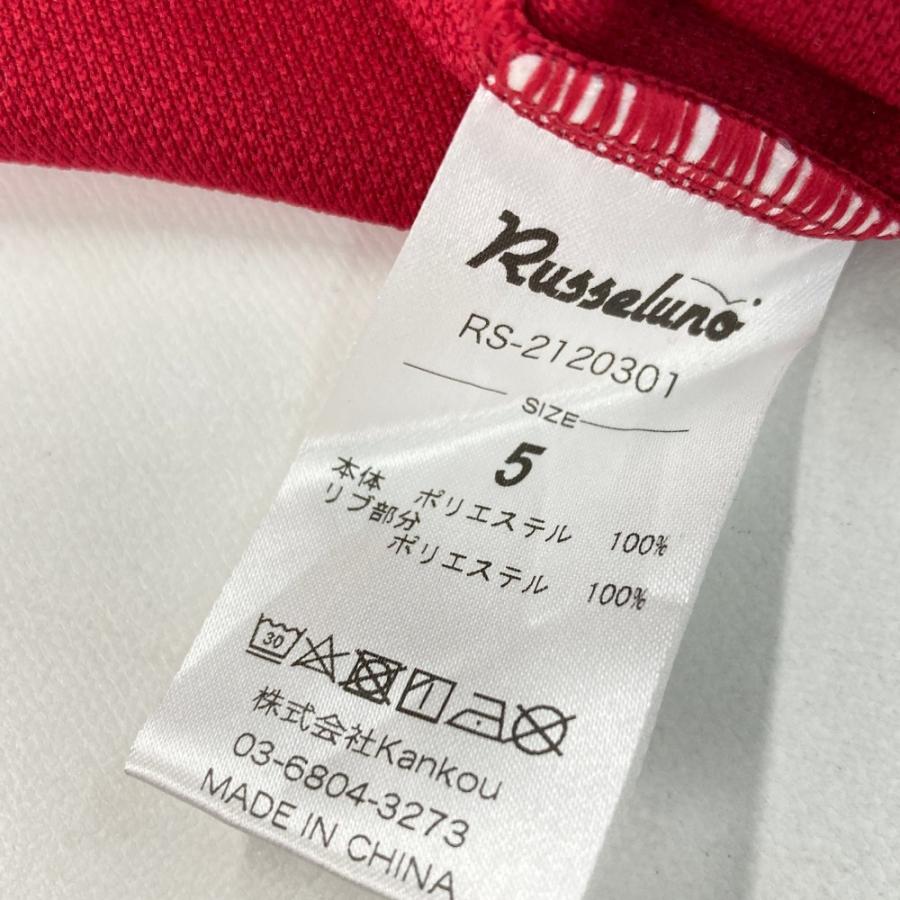 Russeluno
RS-2120301
SIZE
5
本体 ポリエステル 100%
リブ部分
ポリエステル 100%
30
株式会社Kankou
03-6804-3273
MADE IN CHINA